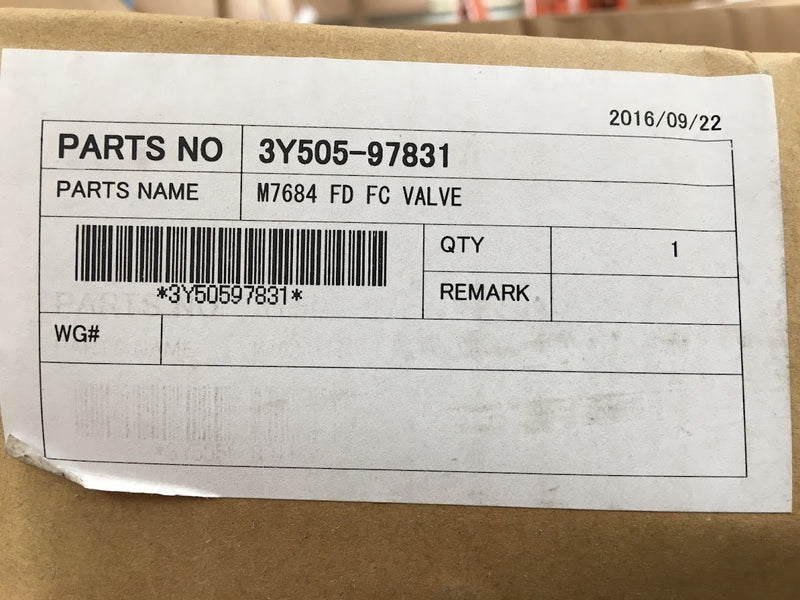 2016/09/22
PARTS NO 3Y505-97831
PARTS NAME M7684 FD FC VALVE
QTY 1
*3Y50597831*
REMARK
WG#